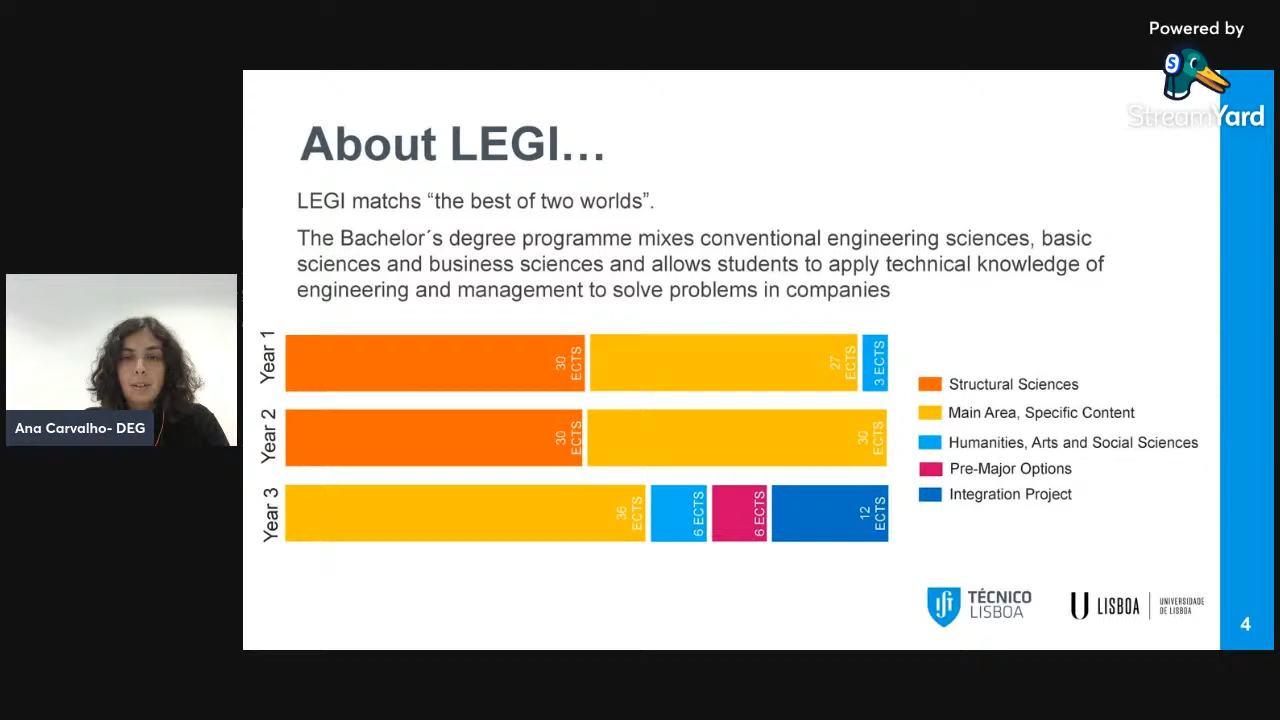 Powered by
StreamYard
About LEGI…
LEGI matchs “the best of two worlds”.
The Bachelor´s degree programme mixes conventional engineering sciences, basic
sciences and business sciences and allows students to apply technical knowledge of
engineering and management to solve problems in companies
Year 1
30
ECTS
27
ECTS
3 ECTS
Year 2
30
ECTS
30
ECTS
Year 3
36
ECTS
6 ECTS
6 ECTS
12
ECTS
Structural Sciences
Main Area, Specific Content
Humanities, Arts and Social Sciences
Pre-Major Options
Integration Project
Ana Carvalho- DEG
TÉCNICO
LISBOA
U LISBOA
UNIVERSIDADE
DE LISBOA
4